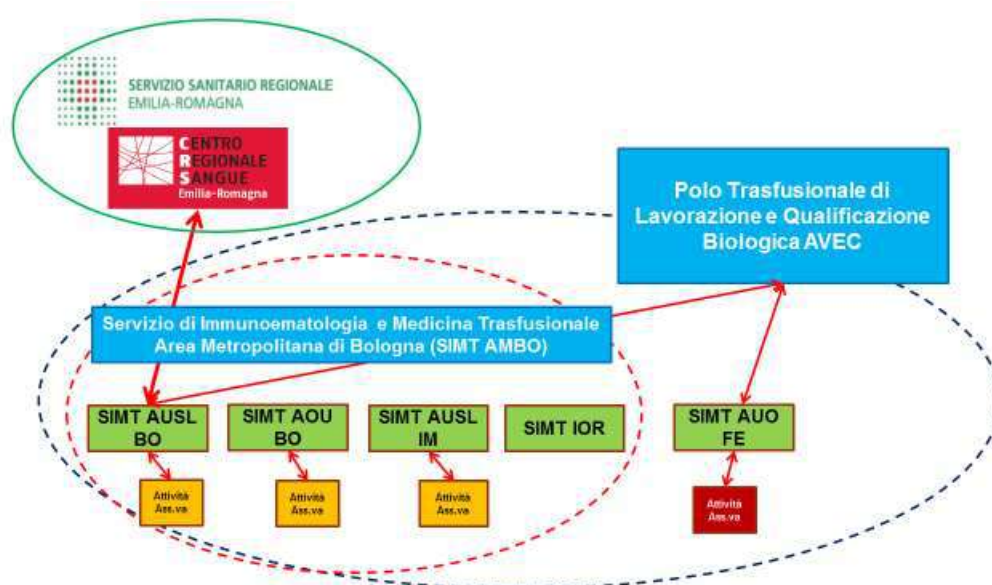 SERVIZIO SANITARIO REGIONALE
EMILIA-ROMAGNA
CENTRO
REGIONALE
SANGUE
Emilia-Romagna
Polo Trasfusionale di
Lavorazione e Qualificazione
Biologica AVEC
Servizio di Immunoematologia e Medicina Trasfusionale
Area Metropolitana di Bologna (SIMT AMBO)
SIMT AUSL
BO
SIMT AOU
BO
SIMT AUSL
IM
SIMT IOR
SIMT AUO
FE
Attività
Ass.va
Attività
Ass.va
Attività
Ass.va
Attività
Ass.va